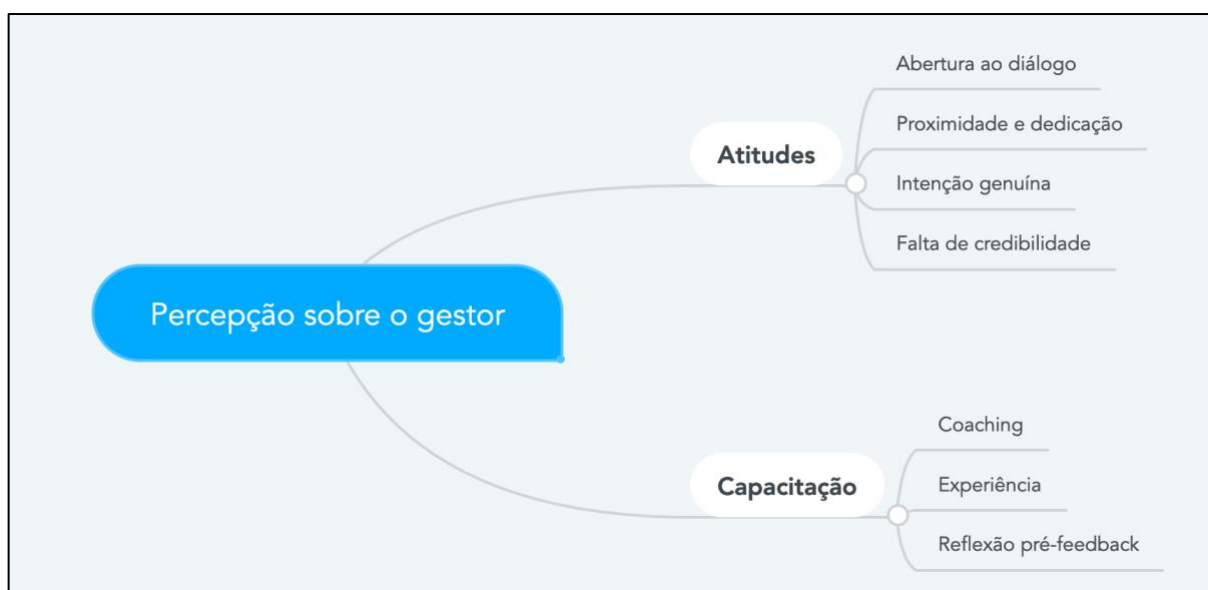 Percepção sobre o gestor
Atitudes
Abertura ao diálogo
Proximidade e dedicação
Intenção genuína
Falta de credibilidade
Capacitação
Coaching
Experiência
Reflexão pré-feedback